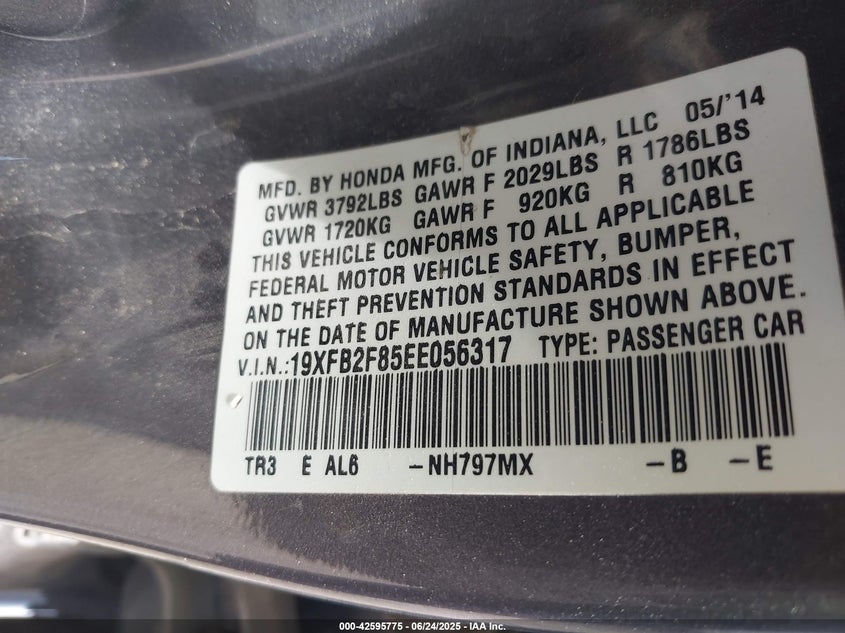 MFD. BY HONDA MFG. OF INDIANA, LLC 05/'14
GVWR 3792LBS GAWR F 2029LBS R 1786LBS
GVWR 1720KG GAWR F 920KG R 810KG
THIS VEHICLE CONFORMS TO ALL APPLICABLE
FEDERAL MOTOR VEHICLE SAFETY, BUMPER,
AND THEFT PREVENTION STANDARDS IN EFFECT
ON THE DATE OF MANUFACTURE SHOWN ABOVE.
V.I.N.:19XFB2F85EE056317 TYPE: PASSENGER CAR
TR3 E AL6 -NH797MX -B -E
000-42595775 - 06/24/2025 - IAA Inc.